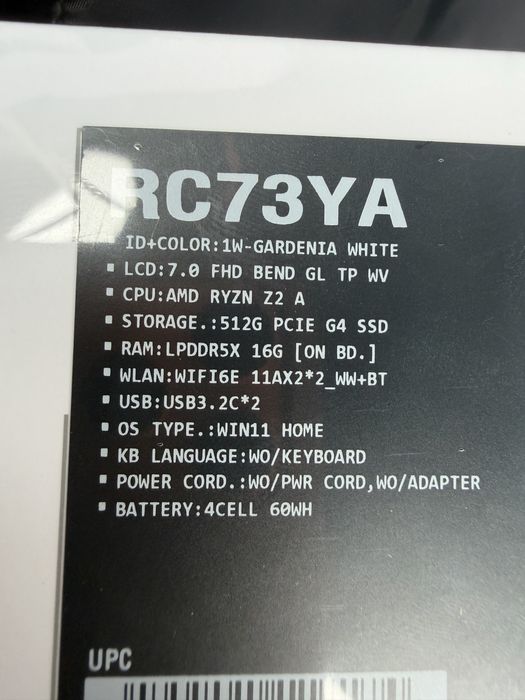 RC73YA
ID+COLOR:1W-GARDENIA WHITE
▪ LCD:7.0 FHD BEND GL TP WV
▪ CPU:AMD RYZN Z2 A
▪ STORAGE.:512G PCIE G4 SSD
▪ RAM:LPDDR5X 16G [ON BD.]
▪ WLAN:WIFI6E 11AX2*2_WW+BT
▪ USB:USB3.2C*2
▪ OS TYPE.:WIN11 HOME
▪ KB LANGUAGE:WO/KEYBOARD
▪ POWER CORD.:WO/PWR CORD,WO/ADAPTER
▪ BATTERY:4CELL 60WH
UPC